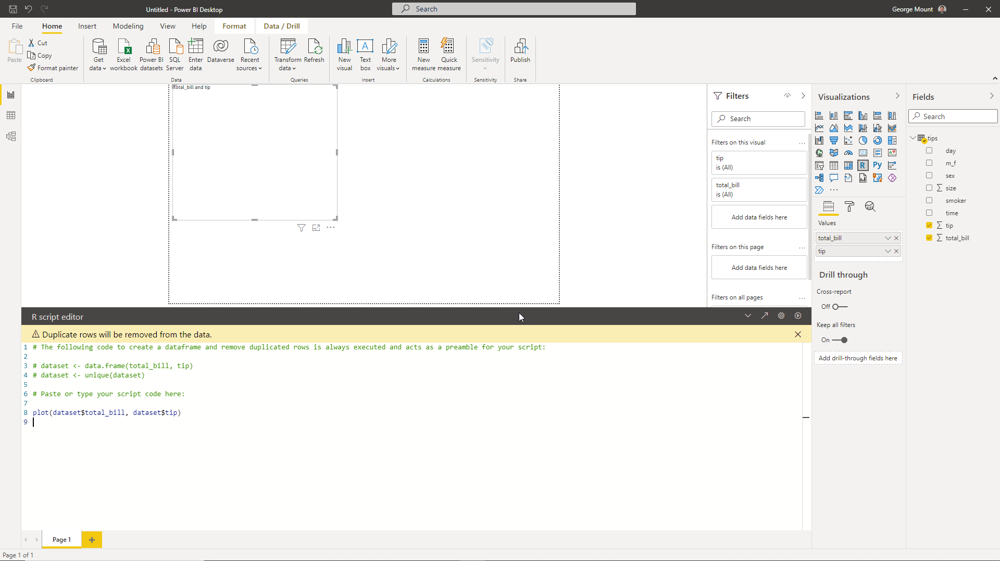 Untitled - Power BI Desktop
Search
George Mount
File
Home
Insert
Modeling
View
Help
Format
Data / Drill
Paste
Cut
Copy
Format painter
Clipboard
Get data
Excel workbook
Power BI datasets
SQL Server
Enter data
Dataverse
Recent sources
Data
Transform data
Refresh
Queries
New visual
Text box
More visuals
Insert
New measure
Quick measure
Calculations
Sensitivity
Sensitivity
Publish
Share
total_bill and tip
Filters
Search
Filters on this visual
tip
is (All)
total_bill
is (All)
Add data fields here
Filters on this page
Add data fields here
Filters on all pages
Visualizations
R
Py
123
Values
total_bill
tip
Drill through
Cross-report
Off
Keep all filters
On
Add drill-through fields here
Fields
Search
tips
day
m_f
sex
size
smoker
time
tip
total_bill
R script editor
Duplicate rows will be removed from the data.
1 # The following code to create a dataframe and remove duplicated rows is always executed and acts as a preamble for your script:
2
3 # dataset <- data.frame(total_bill, tip)
4 # dataset <- unique(dataset)
5
6 # Paste or type your script code here:
7
8 plot(dataset$total_bill, dataset$tip)
9
Page 1
Page 1 of 1